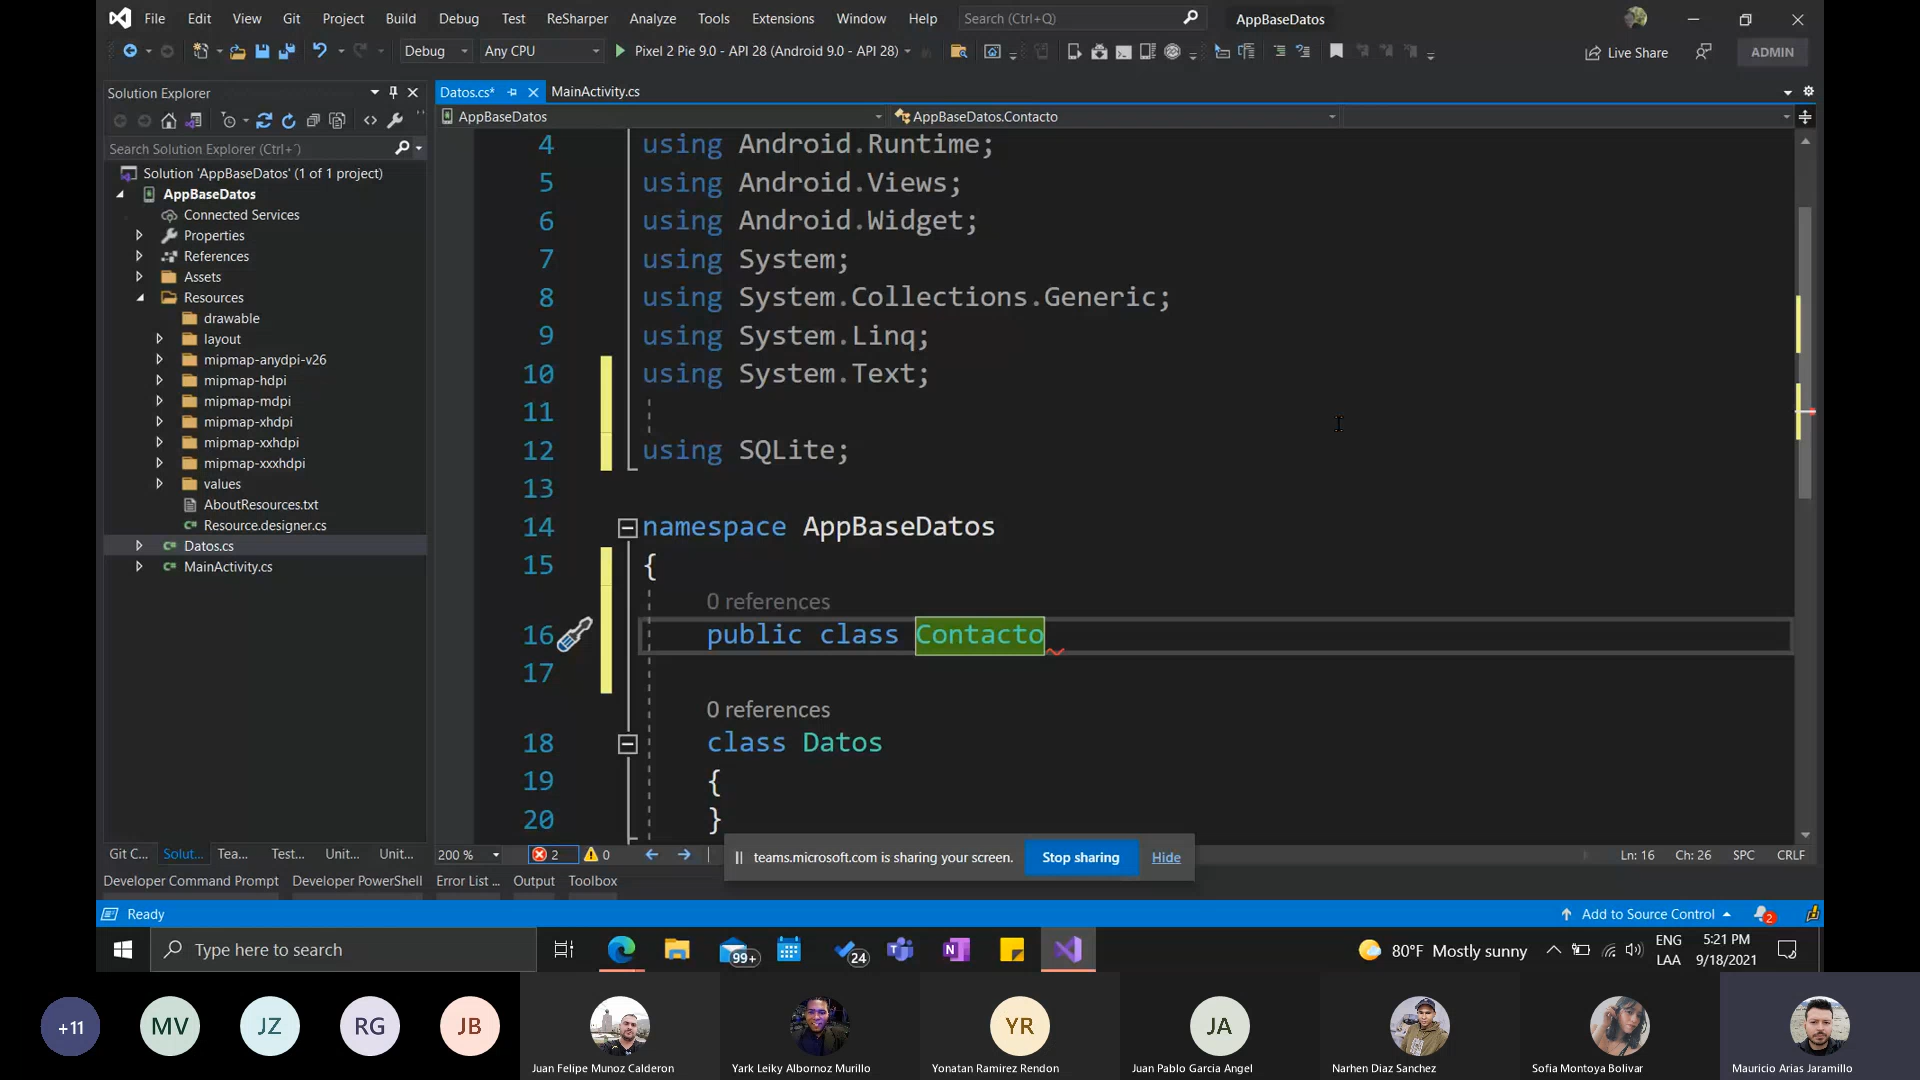 File Edit View Git Project Build Debug Test ReSharper Analyze Tools Extensions Window Help Search (Ctrl+Q) AppBaseDatos
Debug Any CPU Pixel 2 Pie 9.0 - API 28 (Android 9.0 - API 28) Live Share ADMIN
Solution Explorer
Datos.cs* MainActivity.cs
AppBaseDatos AppBaseDatos.Contacto
Search Solution Explorer (Ctrl+¨)
Solution 'AppBaseDatos' (1 of 1 project)
AppBaseDatos
Connected Services
Properties
References
Assets
Resources
drawable
layout
mipmap-anydpi-v26
mipmap-hdpi
mipmap-mdpi
mipmap-xhdpi
mipmap-xxhdpi
mipmap-xxxhdpi
values
AboutResources.txt
Resource.designer.cs
Datos.cs
MainActivity.cs
4 using Android.Runtime;
5 using Android.Views;
6 using Android.Widget;
7 using System;
8 using System.Collections.Generic;
9 using System.Linq;
10 using System.Text;
11
12 using SQLite;
13
14 namespace AppBaseDatos
15 {
0 references
16 public class Contacto
17
0 references
18 class Datos
19 {
20 }
Git C... Solut... Tea... Test... Unit... Unit...
200 % 2 0 Ln: 16 Ch: 26 SPC CRLF
teams.microsoft.com is sharing your screen. Stop sharing Hide
Developer Command Prompt Developer PowerShell Error List ... Output Toolbox
Ready Add to Source Control 2
Type here to search 99+ 24 80°F Mostly sunny ENG LAA 5:21 PM 9/18/2021
+11 MV JZ RG JB YR JA
Juan Felipe Munoz Calderon Yark Leiky Albornoz Murillo Yonatan Ramirez Rendon Juan Pablo Garcia Angel Narhen Diaz Sanchez Sofia Montoya Bolivar Mauricio Arias Jaramillo